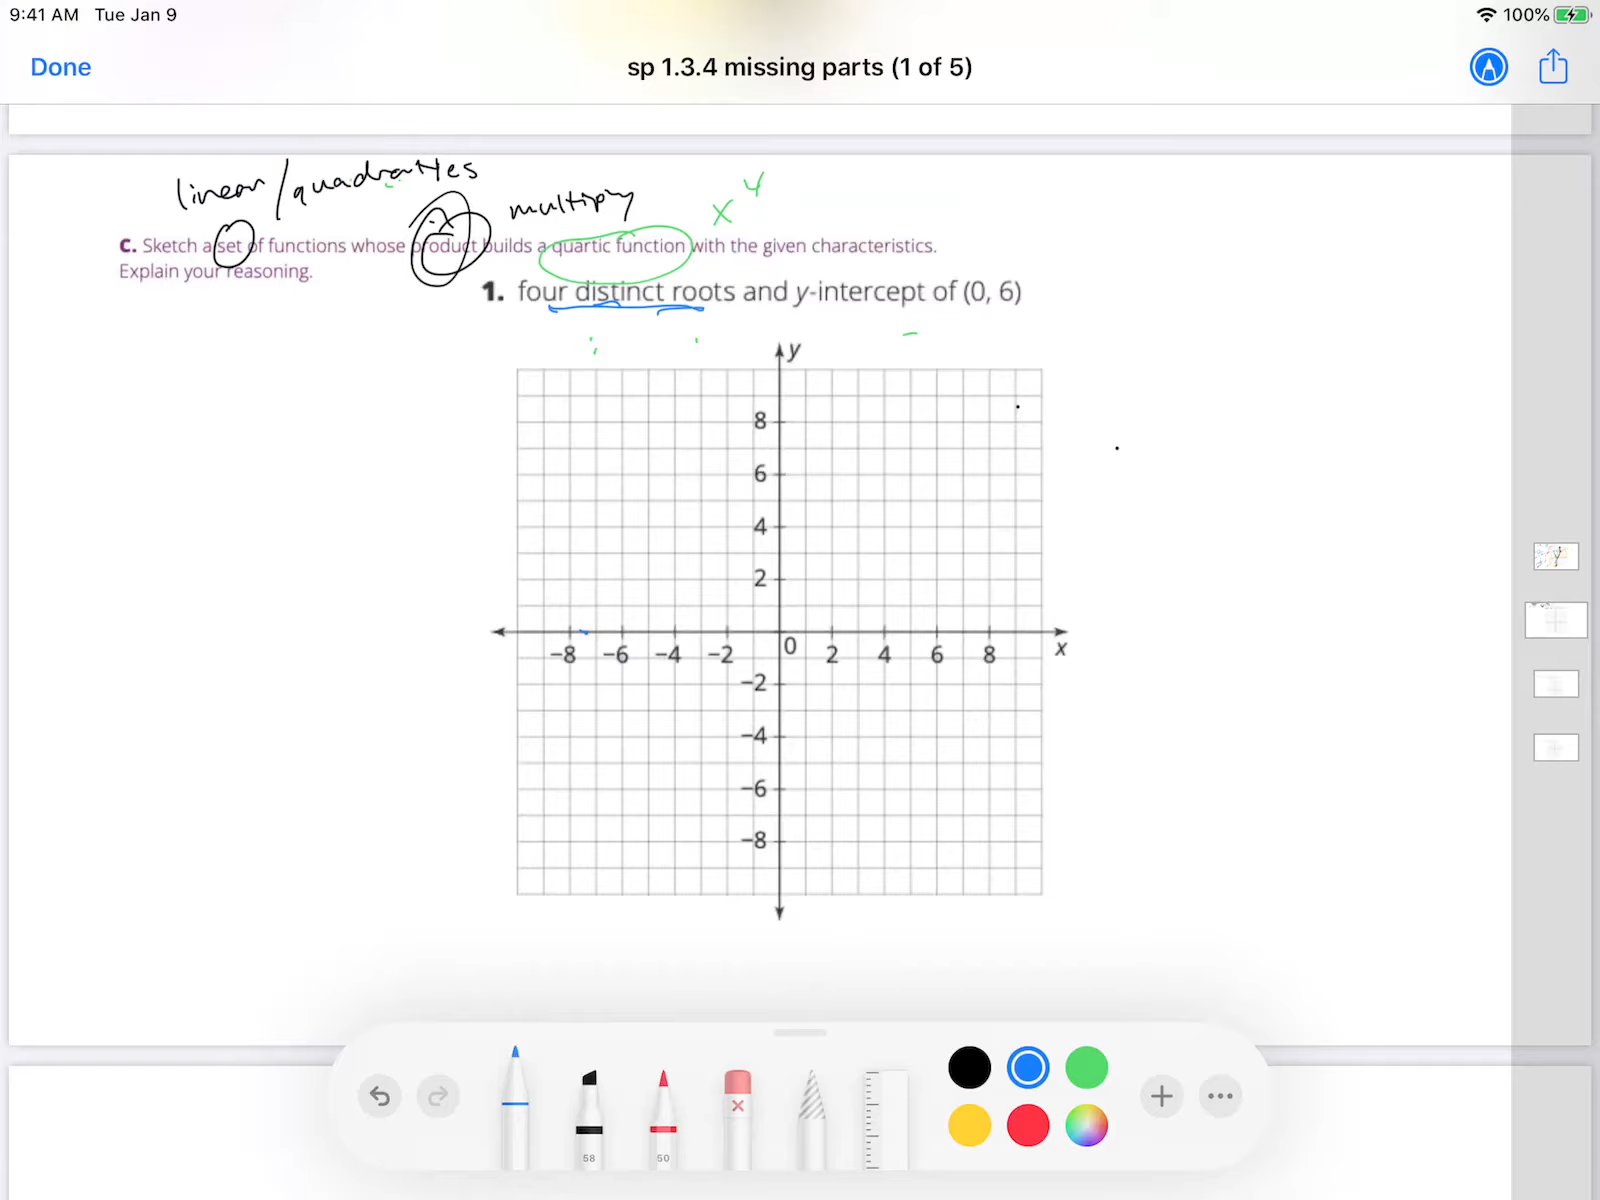 9:41 AM Tue Jan 9
100%
Done
sp 1.3.4 missing parts (1 of 5)
linear/quadratics
multiply
x 4
C. Sketch a set of functions whose product builds a quartic function with the given characteristics.
Explain your reasoning.
1. four distinct roots and y-intercept of (0, 6)
y
8
6
4
2
−8 −6 −4 −2 0 2 4 6 8 x
−2
−4
−6
−8
58 50